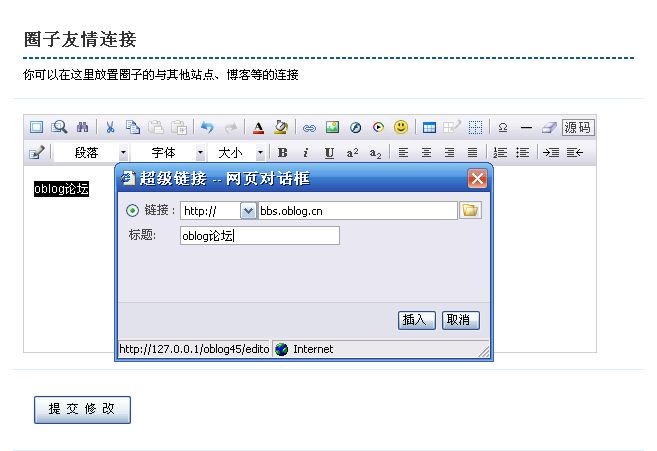 圈子友情连接
你可以在这里放置圈子的与其他站点、博客等的连接
源码
段落 字体 大小 B I U a² a₂
oblog论坛
超级链接 -- 网页对话框
链接： http:// bbs.oblog.cn
标题: oblog论坛
插入 取消
http://127.0.0.1/oblog45/edito Internet
提 交 修 改